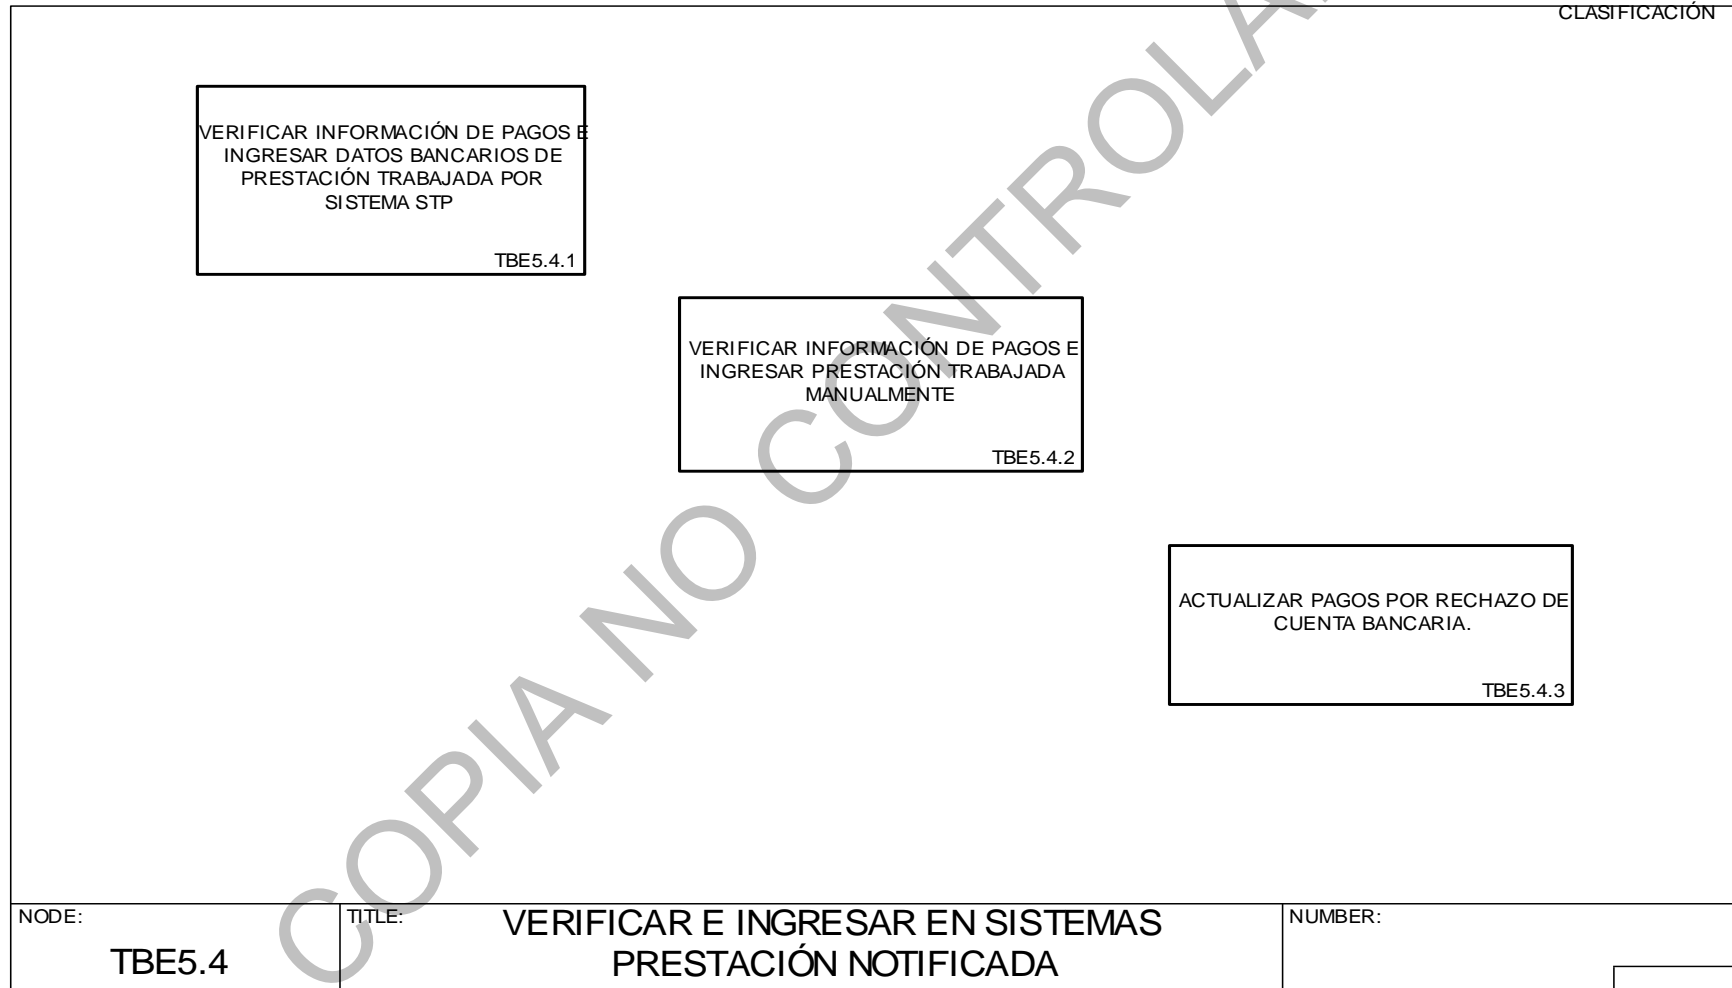 CLASIFICACIÓN
VERIFICAR INFORMACIÓN DE PAGOS E
INGRESAR DATOS BANCARIOS DE
PRESTACIÓN TRABAJADA POR
SISTEMA STP
TBE5.4.1
VERIFICAR INFORMACIÓN DE PAGOS E
INGRESAR PRESTACIÓN TRABAJADA
MANUALMENTE
TBE5.4.2
ACTUALIZAR PAGOS POR RECHAZO DE
CUENTA BANCARIA.
TBE5.4.3
COPIA NO CONTROLA
NODE:
TBE5.4
TITLE:
VERIFICAR E INGRESAR EN SISTEMAS
PRESTACIÓN NOTIFICADA
NUMBER: